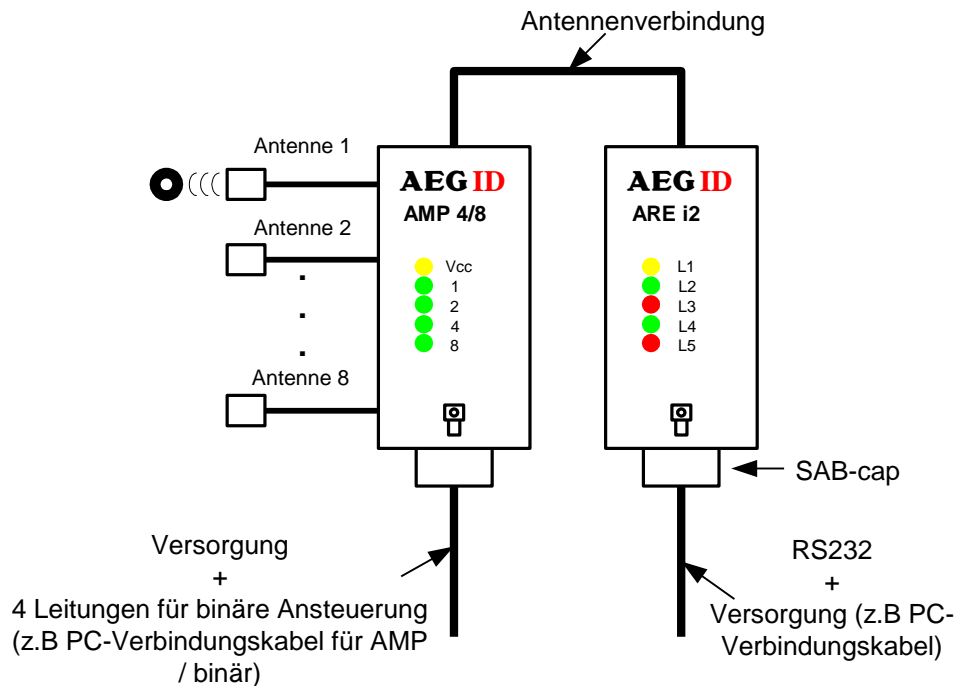 Antennenverbindung
Antenne 1
AEG ID
AMP 4/8
AEG ID
ARE i2
Antenne 2
Vcc
1
2
4
8
L1
L2
L3
L4
L5
Antenne 8
SAB-cap
Versorgung
+
4 Leitungen für binäre Ansteuerung
(z.B PC-Verbindungskabel für AMP
/ binär)
RS232
+
Versorgung (z.B PC-
Verbindungskabel)